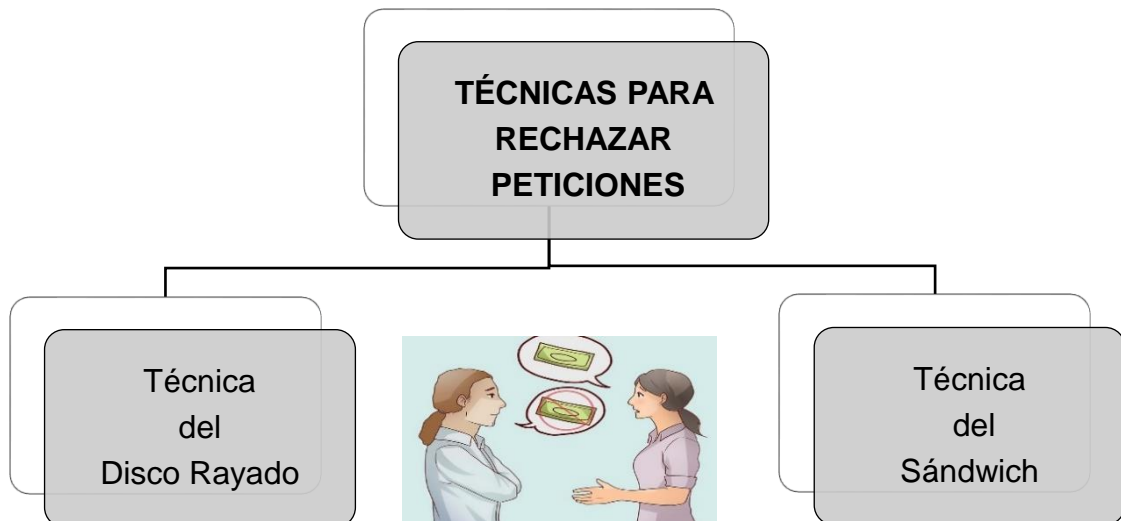 TÉCNICAS PARA
RECHAZAR
PETICIONES
Técnica
del
Disco Rayado
Técnica
del
Sándwich